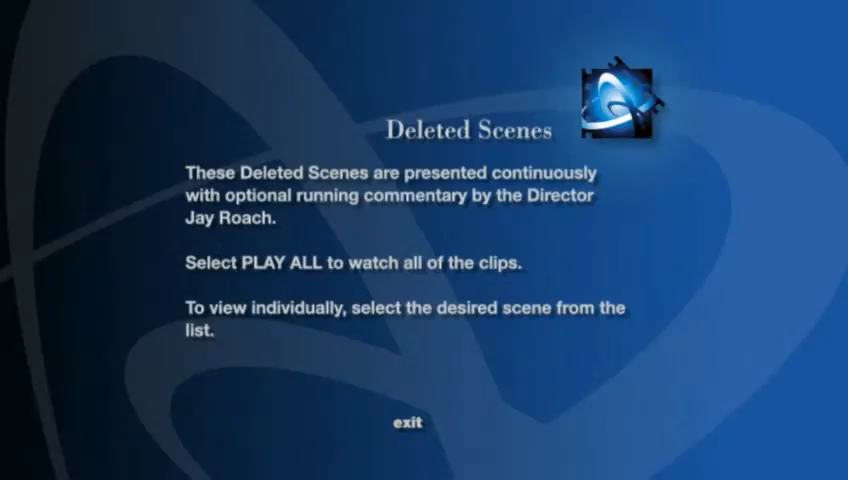 Deleted Scenes
These Deleted Scenes are presented continuously
with optional running commentary by the Director
Jay Roach.
Select PLAY ALL to watch all of the clips.
To view individually, select the desired scene from the
list.
exit